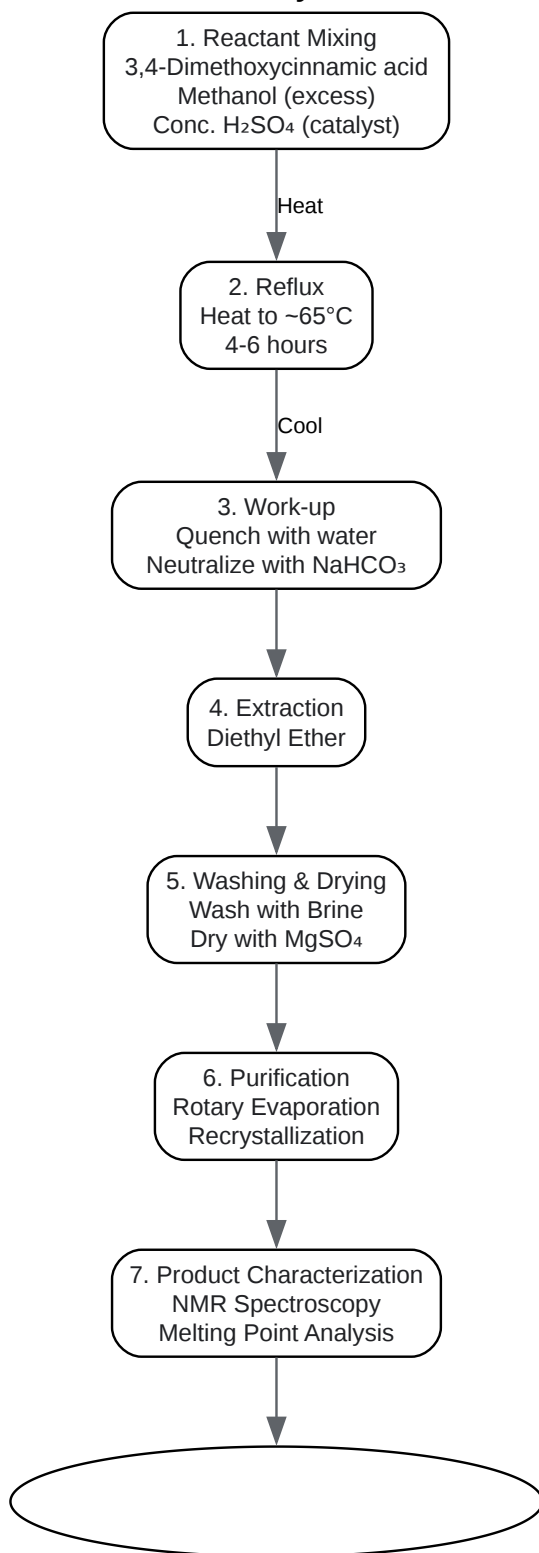 1. Reactant Mixing
3,4-Dimethoxycinnamic acid
Methanol (excess)
Conc. H₂SO₄ (catalyst)
Heat
2. Reflux
Heat to ~65°C
4-6 hours
Cool
3. Work-up
Quench with water
Neutralize with NaHCO₃
4. Extraction
Diethyl Ether
5. Washing & Drying
Wash with Brine
Dry with MgSO₄
6. Purification
Rotary Evaporation
Recrystallization
7. Product Characterization
NMR Spectroscopy
Melting Point Analysis